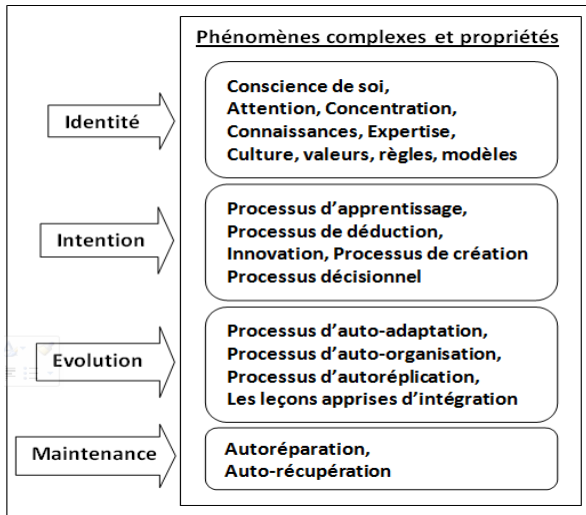 Phénomènes complexes et propriétés
Identité
Conscience de soi,
Attention, Concentration,
Connaissances, Expertise,
Culture, valeurs, règles, modèles
Intention
Processus d’apprentissage,
Processus de déduction,
Innovation, Processus de création
Processus décisionnel
Evolution
Processus d’auto-adaptation,
Processus d’auto-organisation,
Processus d’autoréplication,
Les leçons apprises d’intégration
Maintenance
Autoréparation,
Auto-récupération